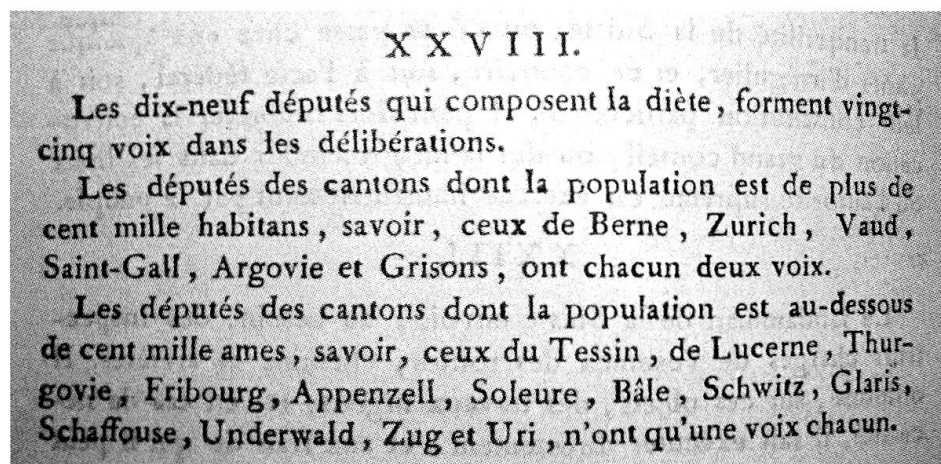 XXVIII.
Les dix-neuf députés qui composent la diète, forment vingt-
cinq voix dans les délibérations.
Les députés des cantons dont la population est de plus de
cent mille habitans, savoir, ceux de Berne, Zurich, Vaud,
Saint-Gall, Argovie et Grisons, ont chacun deux voix.
Les députés des cantons dont la population est au-dessous
de cent mille ames, savoir, ceux du Tessin, de Lucerne, Thur-
govie, Fribourg, Appenzell, Soleure, Bâle, Schwitz, Glaris,
Schaffouse, Underwald, Zug et Uri, n'ont qu'une voix chacun.